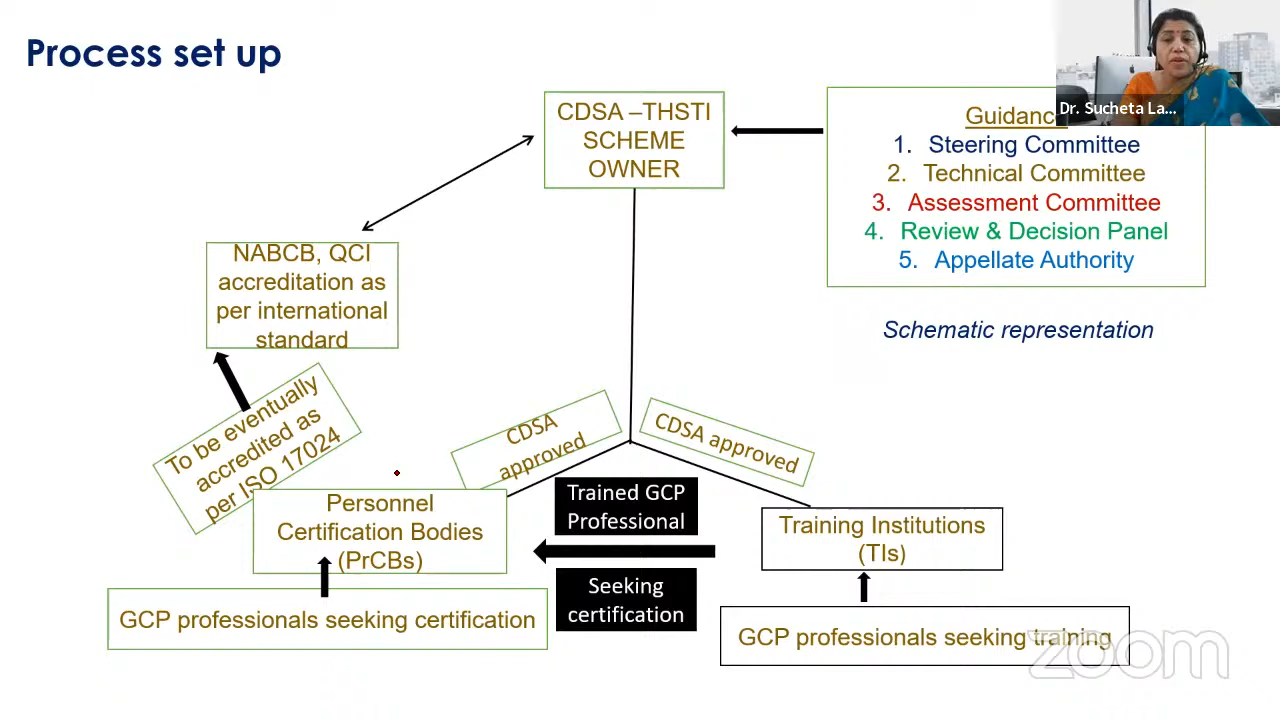 Process set up
Dr. Sucheta La...
CDSA –THSTI
SCHEME
OWNER
Guidance
1. Steering Committee
2. Technical Committee
3. Assessment Committee
4. Review & Decision Panel
5. Appellate Authority
Schematic representation
NABCB, QCI
accreditation as
per international
standard
To be eventually
accredited as
per ISO 17024
CDSA
approved
CDSA approved
Personnel
Certification Bodies
(PrCBs)
Trained GCP
Professional
Seeking
certification
Training Institutions
(TIs)
GCP professionals seeking certification
GCP professionals seeking training
zoom